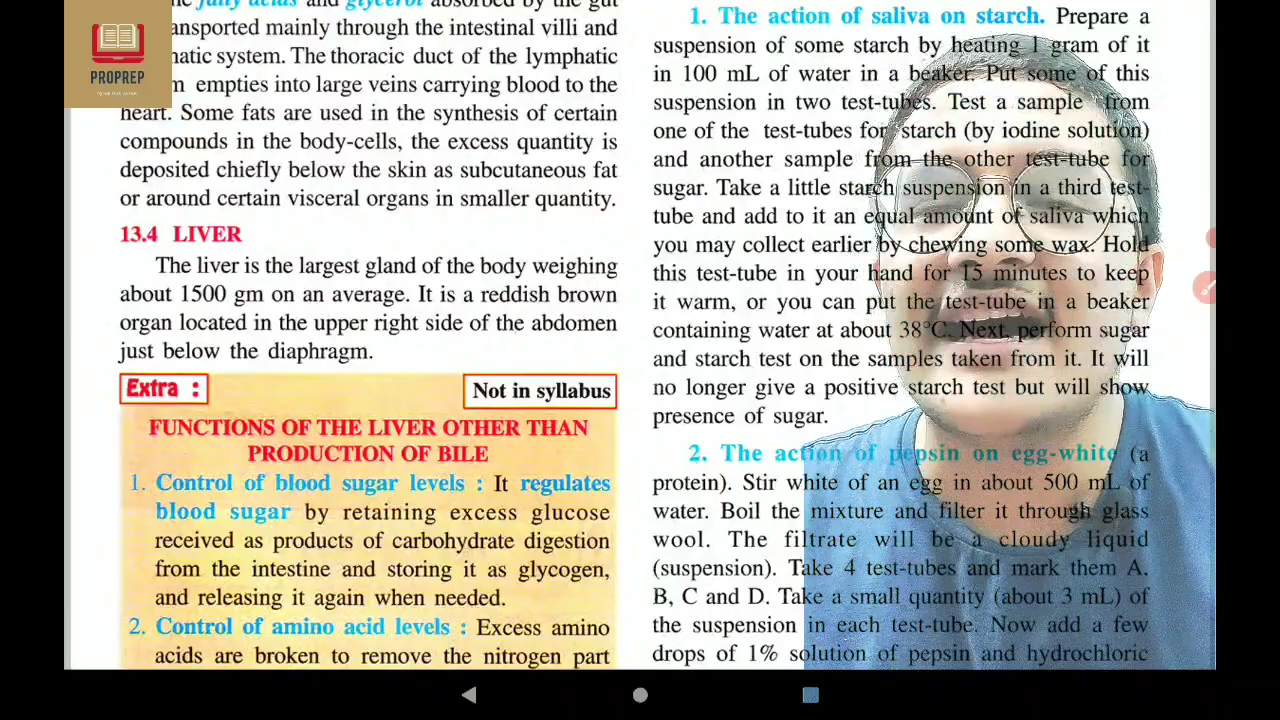 PROPREP
fatty acids and glycerol absorbed by the gut
ansported mainly through the intestinal villi and
natic system. The thoracic duct of the lymphatic
empties into large veins carrying blood to the
heart. Some fats are used in the synthesis of certain
compounds in the body-cells, the excess quantity is
deposited chiefly below the skin as subcutaneous fat
or around certain visceral organs in smaller quantity.
13.4 LIVER
The liver is the largest gland of the body weighing
about 1500 gm on an average. It is a reddish brown
organ located in the upper right side of the abdomen
just below the diaphragm.
Extra :
Not in syllabus
FUNCTIONS OF THE LIVER OTHER THAN
PRODUCTION OF BILE
1. Control of blood sugar levels : It regulates
blood sugar by retaining excess glucose
received as products of carbohydrate digestion
from the intestine and storing it as glycogen,
and releasing it again when needed.
2. Control of amino acid levels : Excess amino
acids are broken to remove the nitrogen part
1. The action of saliva on starch. Prepare a
suspension of some starch by heating 1 gram of it
in 100 mL of water in a beaker. Put some of this
suspension in two test-tubes. Test a sample from
one of the test-tubes for starch (by iodine solution)
and another sample from the other test-tube for
sugar. Take a little starch suspension in a third test-
tube and add to it an equal amount of saliva which
you may collect earlier by chewing some wax. Hold
this test-tube in your hand for 15 minutes to keep
it warm, or you can put the test-tube in a beaker
containing water at about 38°C. Next, perform sugar
and starch test on the samples taken from it. It will
no longer give a positive starch test but will show
presence of sugar.
2. The action of pepsin on egg-white (a
protein). Stir white of an egg in about 500 mL of
water. Boil the mixture and filter it through glass
wool. The filtrate will be a cloudy liquid
(suspension). Take 4 test-tubes and mark them A,
B, C and D. Take a small quantity (about 3 mL) of
the suspension in each test-tube. Now add a few
drops of 1% solution of pepsin and hydrochloric